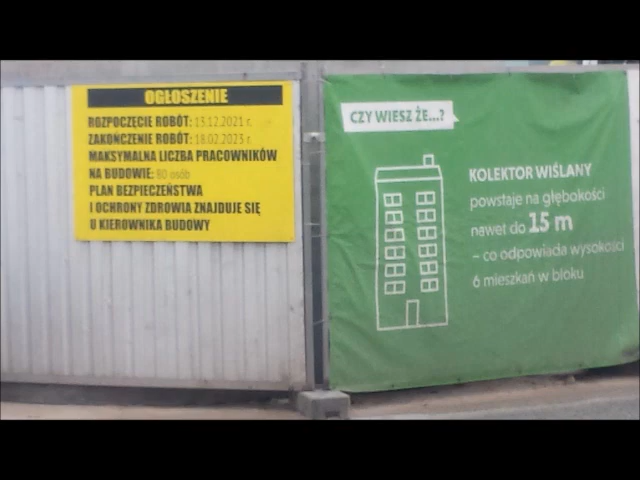 OGŁOSZENIE
ROZPOCZĘCIE ROBÓT: 13.12.2021 r.
ZAKOŃCZENIE ROBÓT: 18.02.2023 r.
MAKSYMALNA LICZBA PRACOWNIKÓW
NA BUDOWIE: 80 osób
PLAN BEZPIECZEŃSTWA
I OCHRONY ZDROWIA ZNAJDUJE SIĘ
U KIEROWNIKA BUDOWY
CZY WIESZ ŻE...?
KOLEKTOR WIŚLANY
powstaje na głębokości
nawet do 15 m
– co odpowiada wysokości
6 mieszkań w bloku